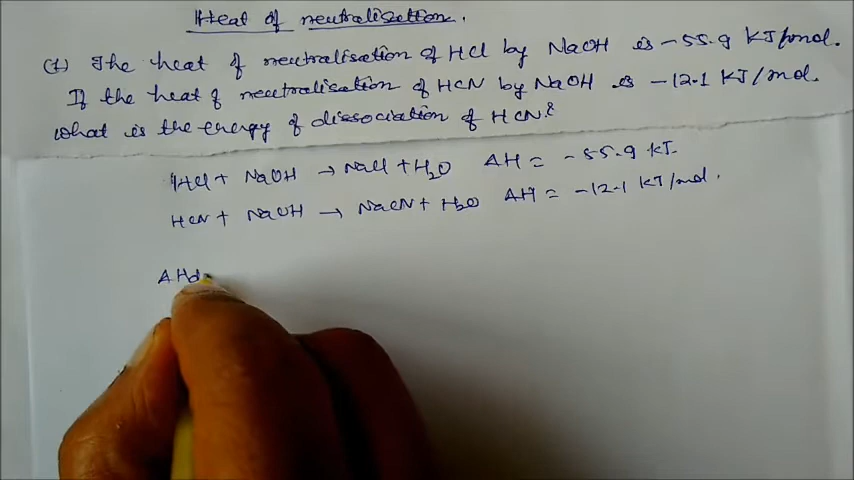 Heat of neutralisation.
(1) The heat of neutralisation of HCl by NaOH is -55.9 KJ/mol.
If the heat of neutralisation of HCN by NaOH is -12.1 KJ/mol.
what is the energy of dissociation of HCN?
HCl + NaOH → NaCl + H₂O ΔH = -55.9 KJ.
HCN + NaOH → NaCN + H₂O ΔH = -12.1 KJ/mol.
ΔHd